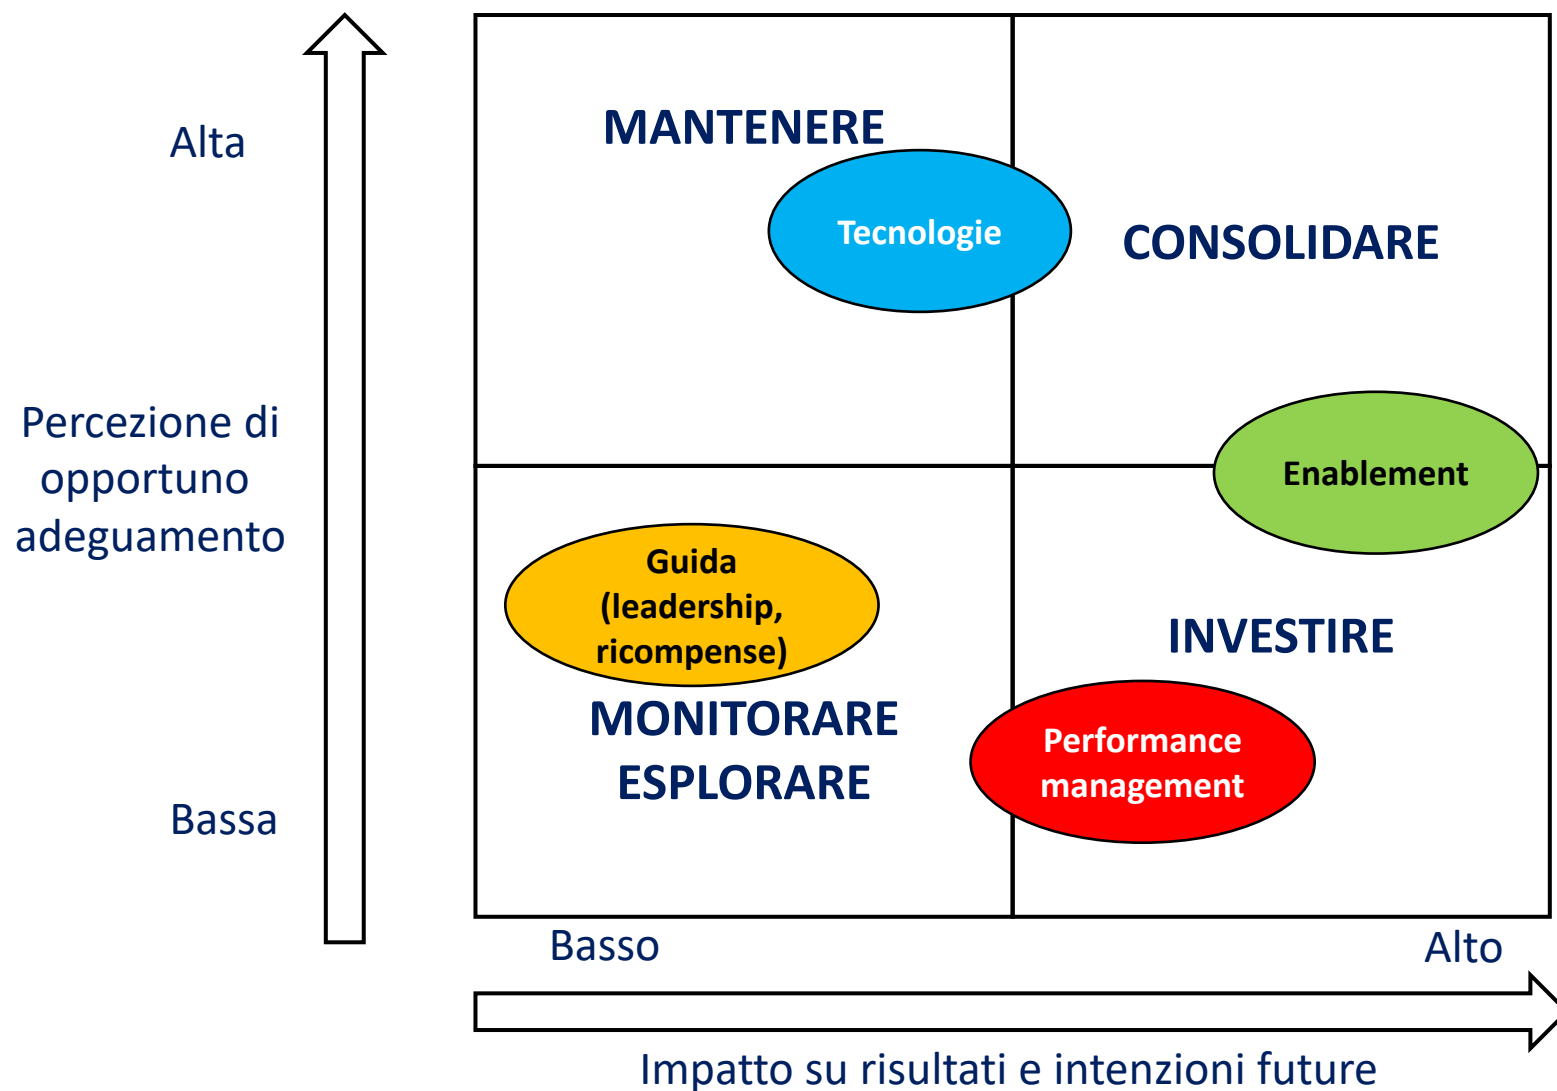 MANTENERE
Alta
Tecnologie
CONSOLIDARE
Percezione di
opportuno
adeguamento
Enablement
Guida
(leadership,
ricompense)
INVESTIRE
MONITORARE
ESPLORARE
Performance
management
Bassa
Basso
Alto
Impatto su risultati e intenzioni future